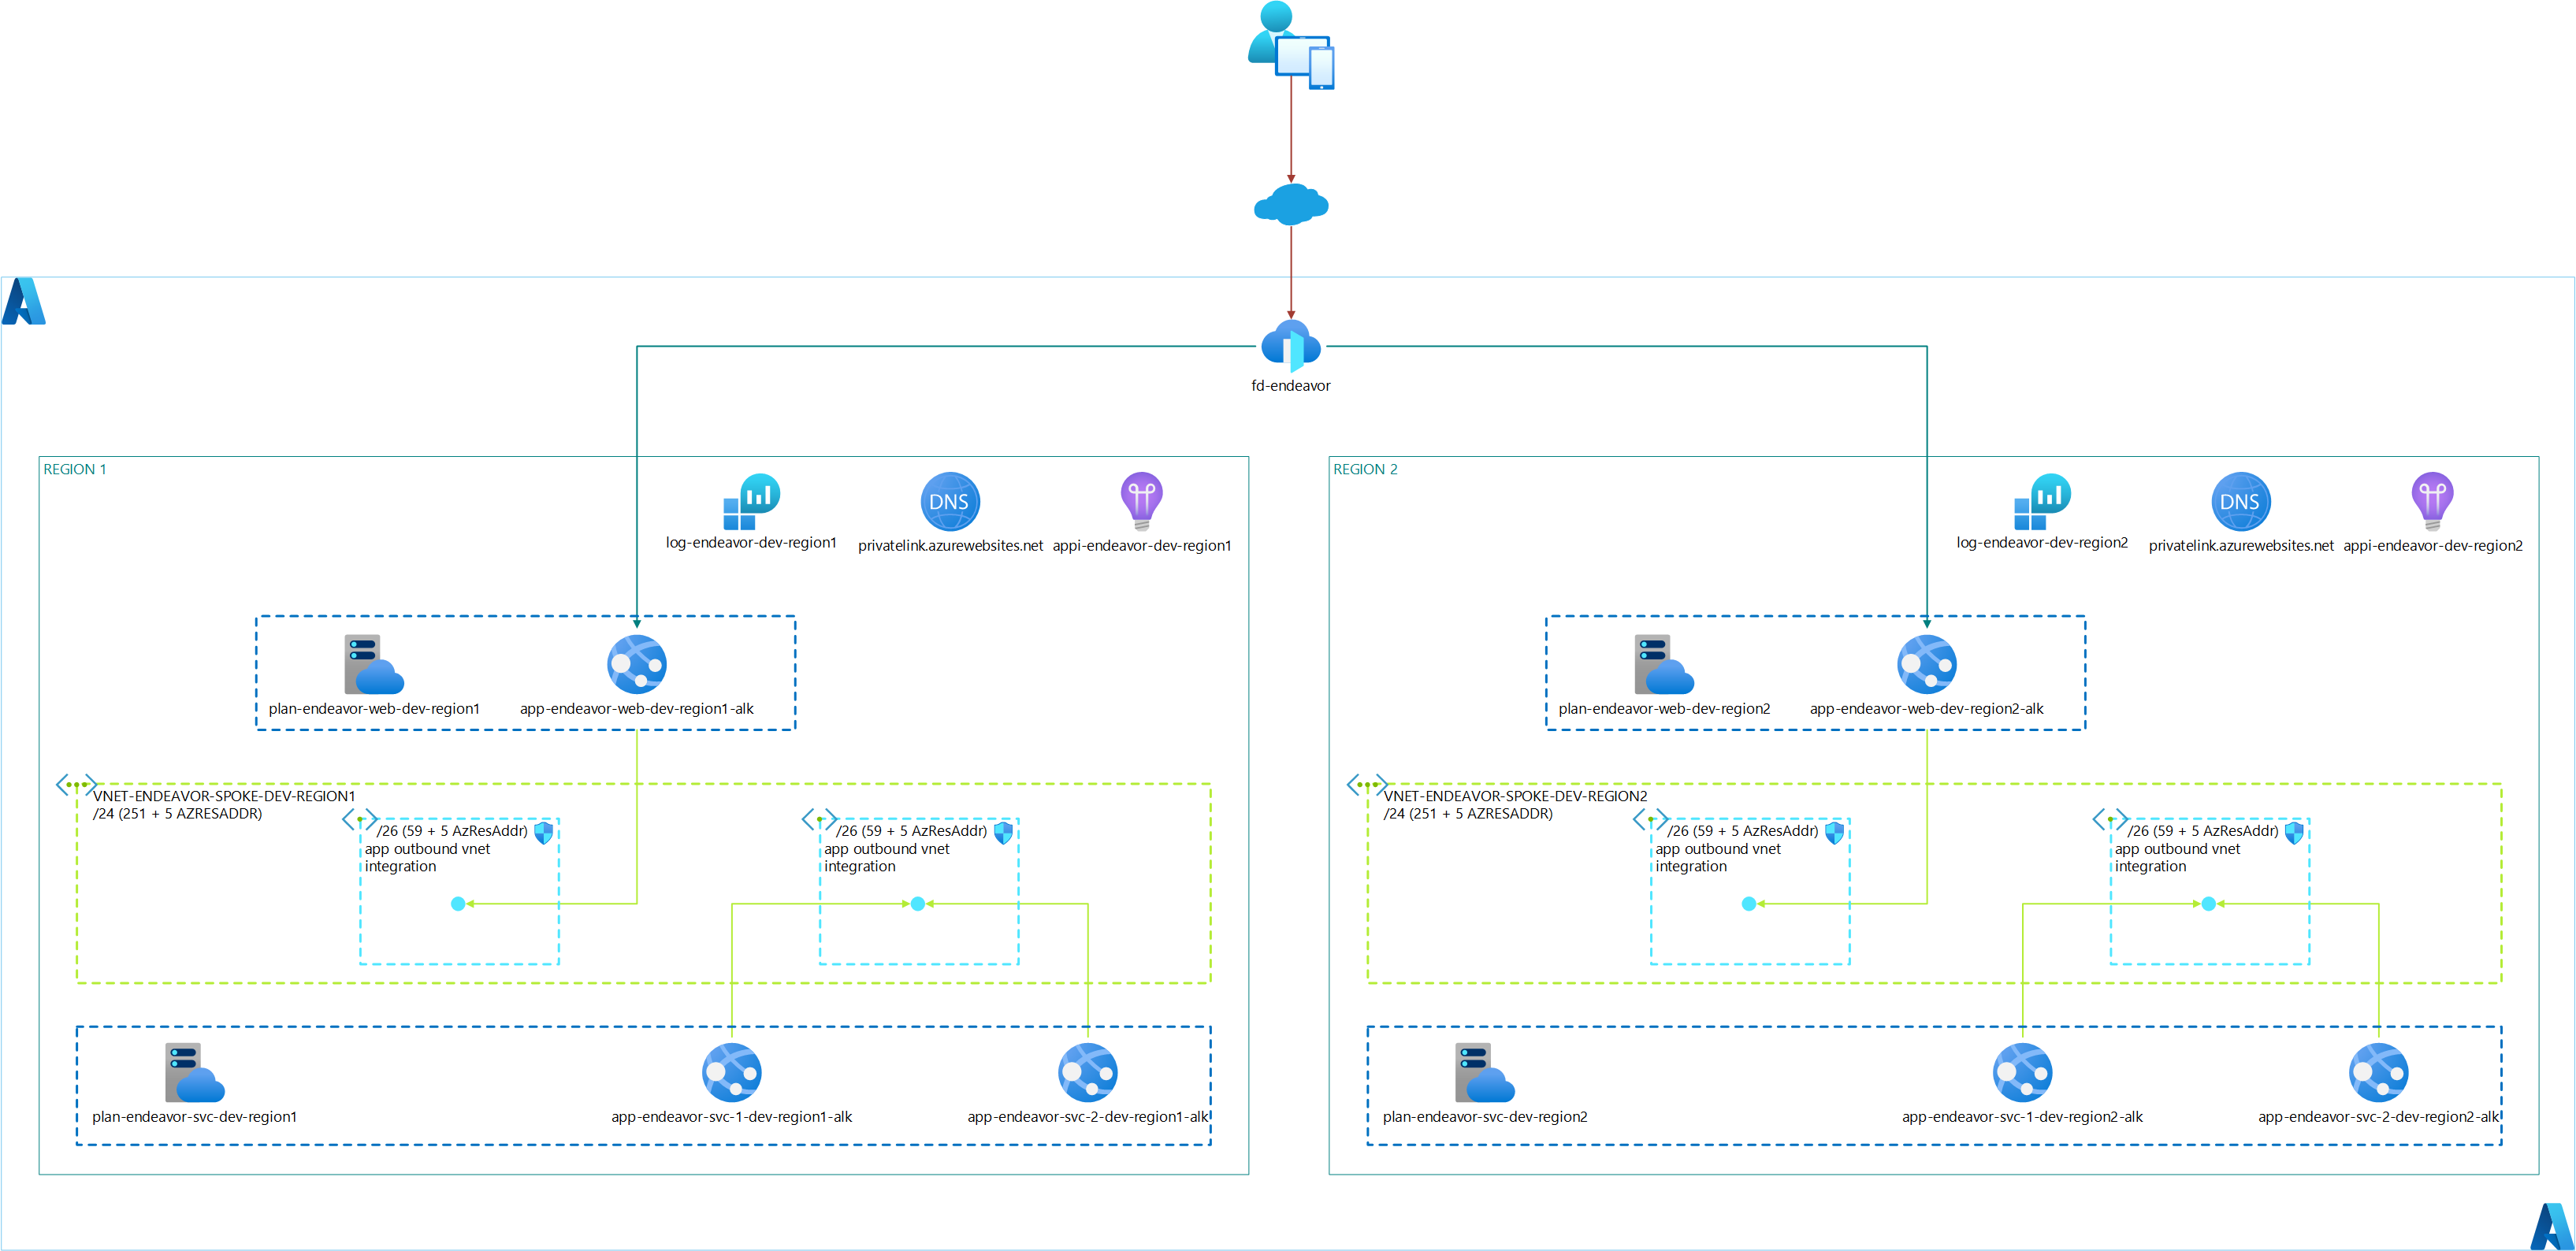 fd-endeavor
REGION 1
DNS
log-endeavor-dev-region1
privatelink.azurewebsites.net
appi-endeavor-dev-region1
plan-endeavor-web-dev-region1
app-endeavor-web-dev-region1-alk
VNET-ENDEAVOR-SPOKE-DEV-REGION1
/24 (251 + 5 AZRESADDR)
/26 (59 + 5 AzResAddr)
app outbound vnet
integration
/26 (59 + 5 AzResAddr)
app outbound vnet
integration
plan-endeavor-svc-dev-region1
app-endeavor-svc-1-dev-region1-alk
app-endeavor-svc-2-dev-region1-alk
REGION 2
DNS
log-endeavor-dev-region2
privatelink.azurewebsites.net
appi-endeavor-dev-region2
plan-endeavor-web-dev-region2
app-endeavor-web-dev-region2-alk
VNET-ENDEAVOR-SPOKE-DEV-REGION2
/24 (251 + 5 AZRESADDR)
/26 (59 + 5 AzResAddr)
app outbound vnet
integration
/26 (59 + 5 AzResAddr)
app outbound vnet
integration
plan-endeavor-svc-dev-region2
app-endeavor-svc-1-dev-region2-alk
app-endeavor-svc-2-dev-region2-alk